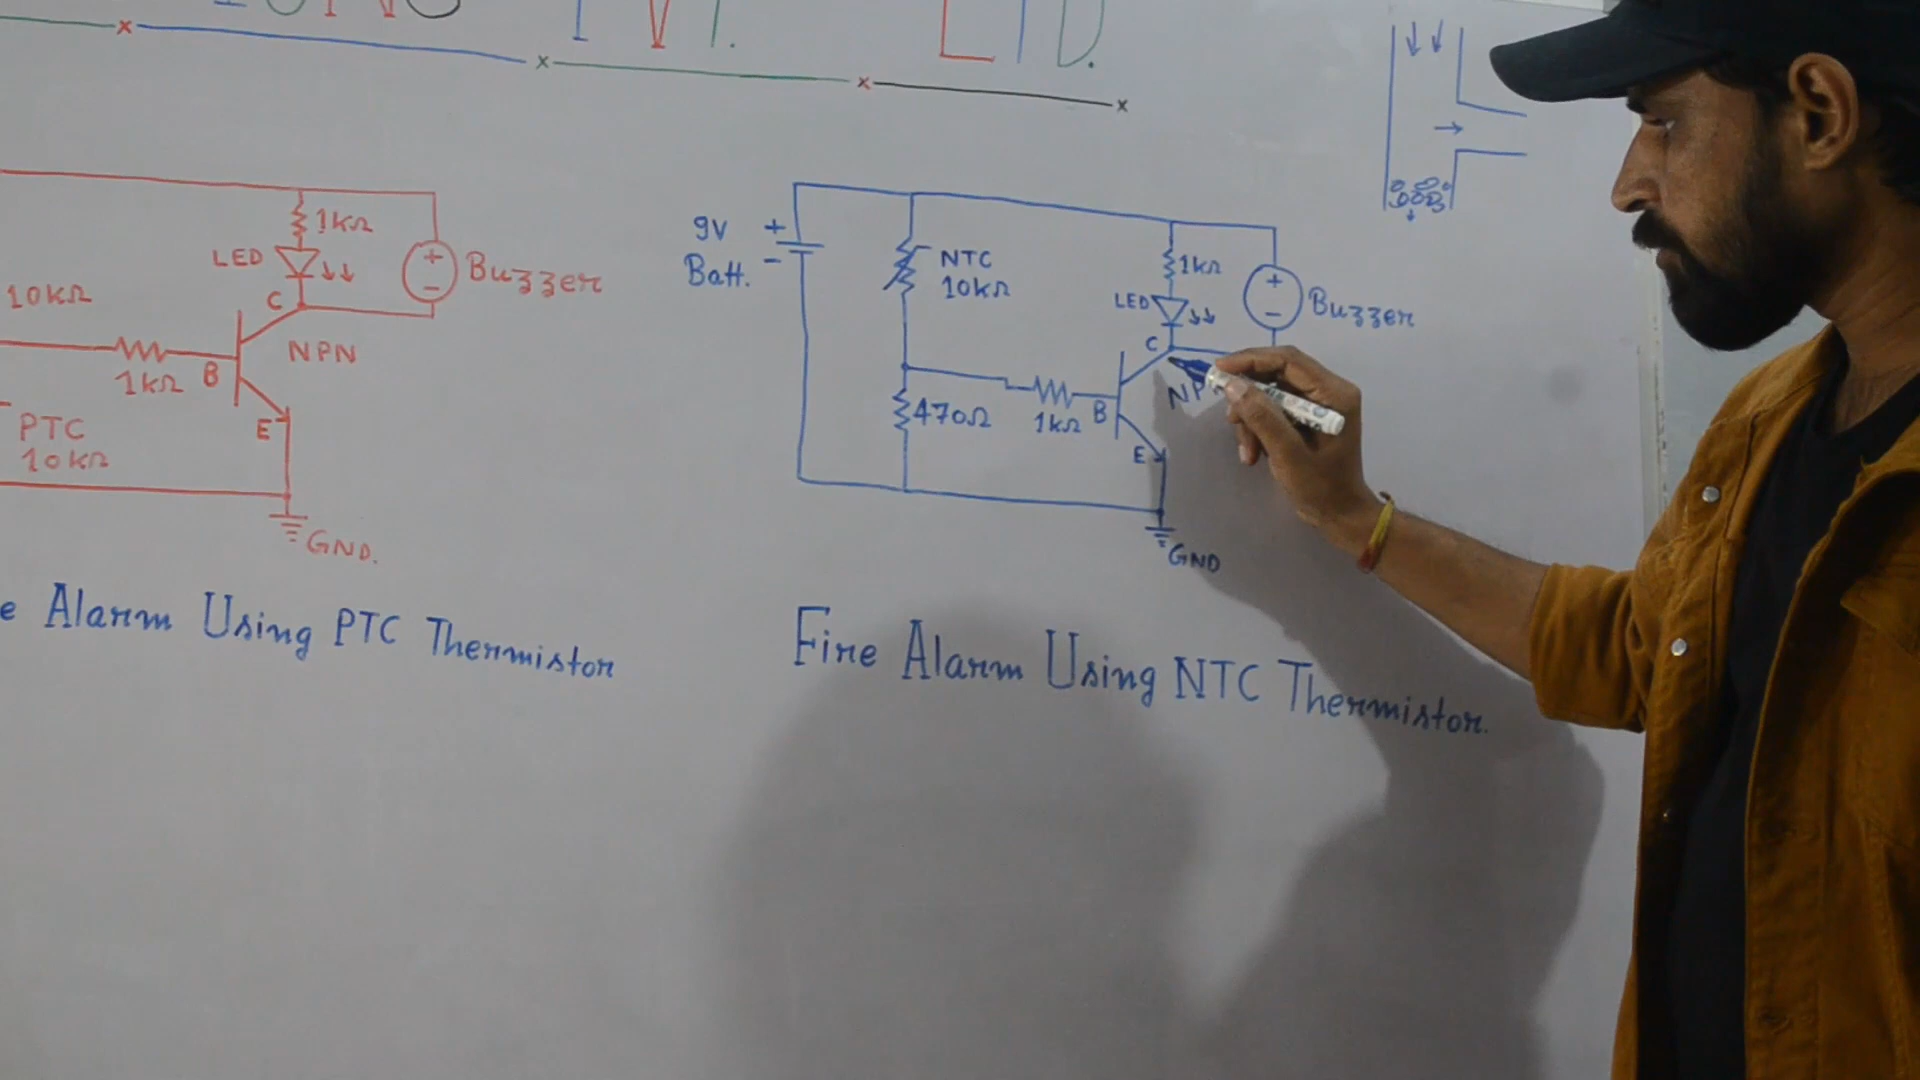 LTD.
1kΩ
LED
+
-
Buzzer
10kΩ
C
NPN
1kΩ
B
E
PTC
10kΩ
GND.
Alarm Using PTC Thermistor
9V
Batt.
+
-
NTC
10kΩ
1kΩ
LED
+
-
Buzzer
C
470Ω
1kΩ
B
E
GND
Fire Alarm Using NTC Thermistor.